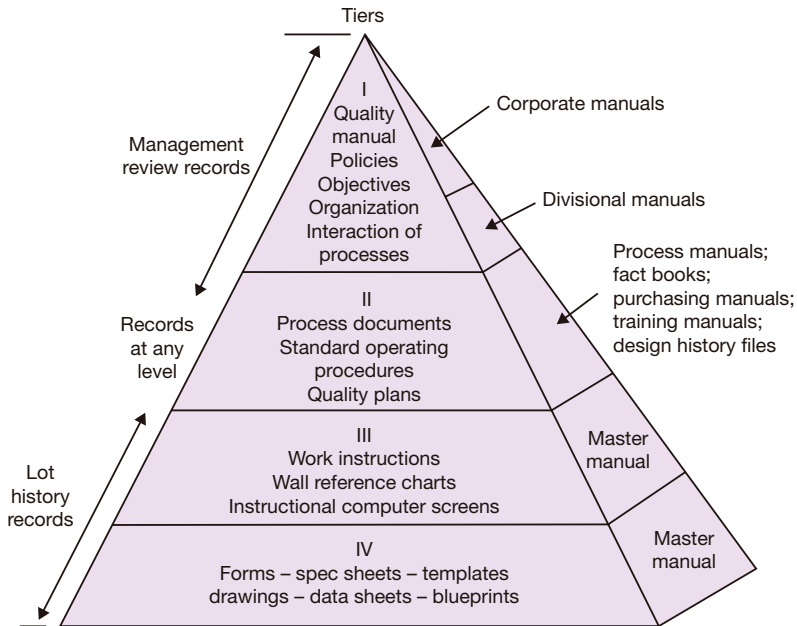 Tiers
I
Quality
manual
Policies
Objectives
Organization
Interaction of
processes
Corporate manuals
Management
review records
Divisional manuals
Process manuals;
fact books;
purchasing manuals;
training manuals;
design history files
II
Process documents
Standard operating
procedures
Quality plans
Records
at any
level
III
Work instructions
Wall reference charts
Instructional computer screens
Master
manual
Lot
history
records
IV
Forms – spec sheets – templates
drawings – data sheets – blueprints
Master
manual